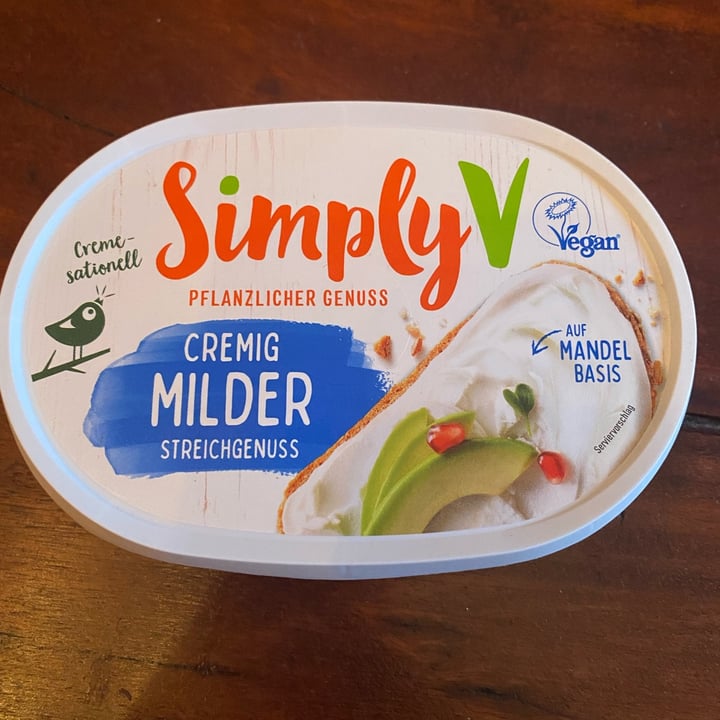 SimplyV
PFLANZLICHER GENUSS
Creme-
sationell
Vegan
CREMIG
MILDER
STREICHGENUSS
AUF
MANDEL
BASIS
Serviervorschlag